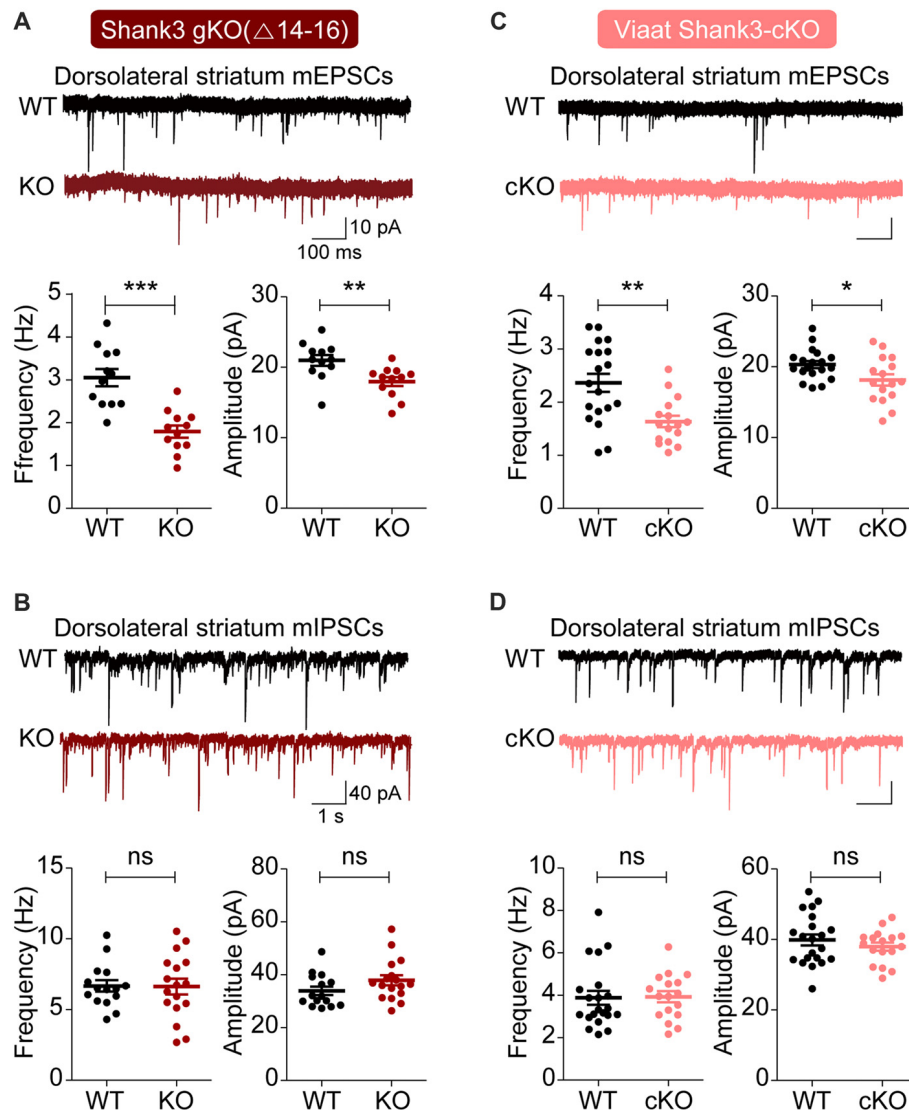 A
Shank3 gKO(△14-16)
Dorsolateral striatum mEPSCs
WT
KO
10 pA
100 ms
Ffrequency (Hz)
5
4
3
2
1
0
***
WT KO
Amplitude (pA)
30
20
10
0
**
WT KO
C
Viaat Shank3-cKO
Dorsolateral striatum mEPSCs
WT
cKO
Frequency (Hz)
4
3
2
1
0
**
WT cKO
Amplitude (pA)
30
20
10
0
*
WT cKO
B
Dorsolateral striatum mIPSCs
WT
KO
40 pA
1 s
Frequency (Hz)
15
10
5
0
ns
WT KO
Amplitude (pA)
80
60
40
20
0
ns
WT KO
D
Dorsolateral striatum mIPSCs
WT
cKO
Frequency (Hz)
10
8
6
4
2
0
ns
WT cKO
Amplitude (pA)
60
40
20
0
ns
WT cKO